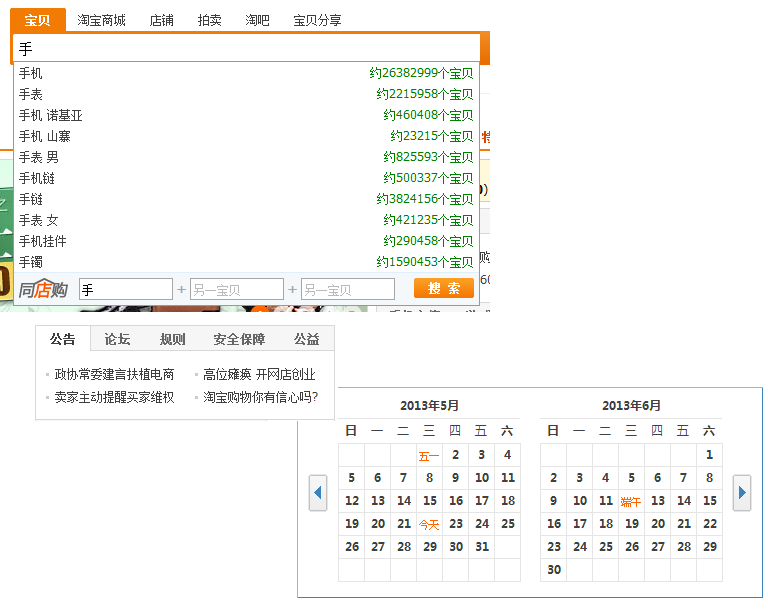 宝贝 淘宝商城 店铺 拍卖 淘吧 宝贝分享
手
手机 约26382999个宝贝
手表 约2215958个宝贝
手机 诺基亚 约460408个宝贝
手机 山寨 约23215个宝贝
特
手表 男 约825593个宝贝
手机链 约500337个宝贝
手链 约3824156个宝贝
手表 女 约421235个宝贝
手机挂件 约290458个宝贝
购
手镯 约1590453个宝贝
同店购 手 + 另一宝贝 + 另一宝贝 搜 索
公告 论坛 规则 安全保障 公益
政协常委建言扶植电商 高位瘫痪 开网店创业
卖家主动提醒买家维权 淘宝购物你有信心吗?
2013年5月 2013年6月
日 一 二 三 四 五 六 日 一 二 三 四 五 六
五一 2 3 4 1
5 6 7 8 9 10 11 2 3 4 5 6 7 8
12 13 14 15 16 17 18 9 10 11 端午 13 14 15
19 20 21 今天 23 24 25 16 17 18 19 20 21 22
26 27 28 29 30 31 23 24 25 26 27 28 29
30